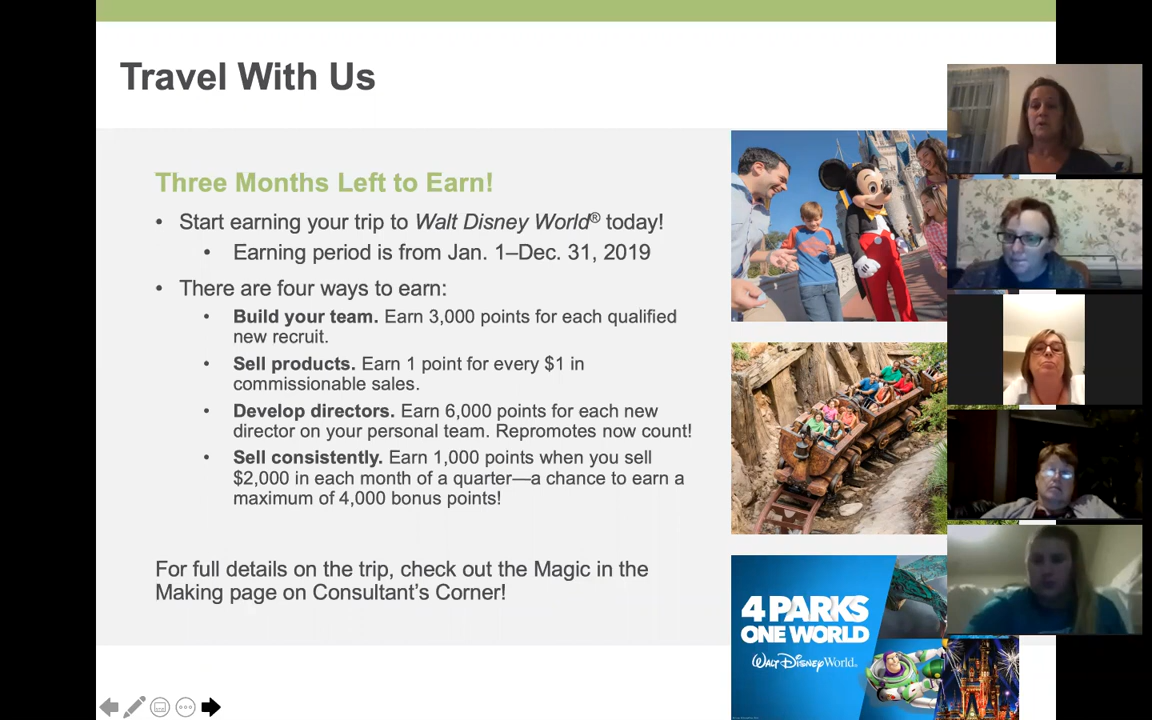 Travel With Us
Three Months Left to Earn!
• Start earning your trip to Walt Disney World® today!
• Earning period is from Jan. 1–Dec. 31, 2019
• There are four ways to earn:
• Build your team. Earn 3,000 points for each qualified
new recruit.
• Sell products. Earn 1 point for every $1 in
commissionable sales.
• Develop directors. Earn 6,000 points for each new
director on your personal team. Repromotes now count!
• Sell consistently. Earn 1,000 points when you sell
$2,000 in each month of a quarter—a chance to earn a
maximum of 4,000 bonus points!
For full details on the trip, check out the Magic in the
Making page on Consultant’s Corner!
4 PARKS
ONE WORLD
Walt Disney World.